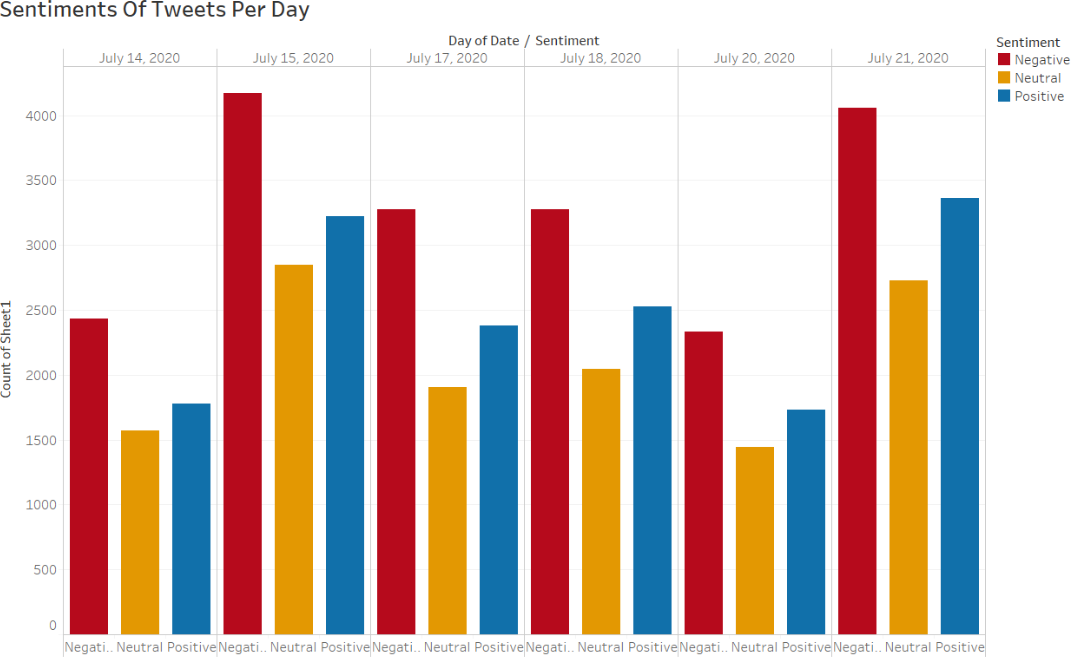 Sentiments Of Tweets Per Day
Day of Date / Sentiment
July 14, 2020 July 15, 2020 July 17, 2020 July 18, 2020 July 20, 2020 July 21, 2020
Sentiment
Negative
Neutral
Positive
Count of Sheet1
4000
3500
3000
2500
2000
1500
1000
500
0
Negati.. Neutral Positive Negati.. Neutral Positive Negati.. Neutral Positive Negati.. Neutral Positive Negati.. Neutral Positive Negati.. Neutral Positive